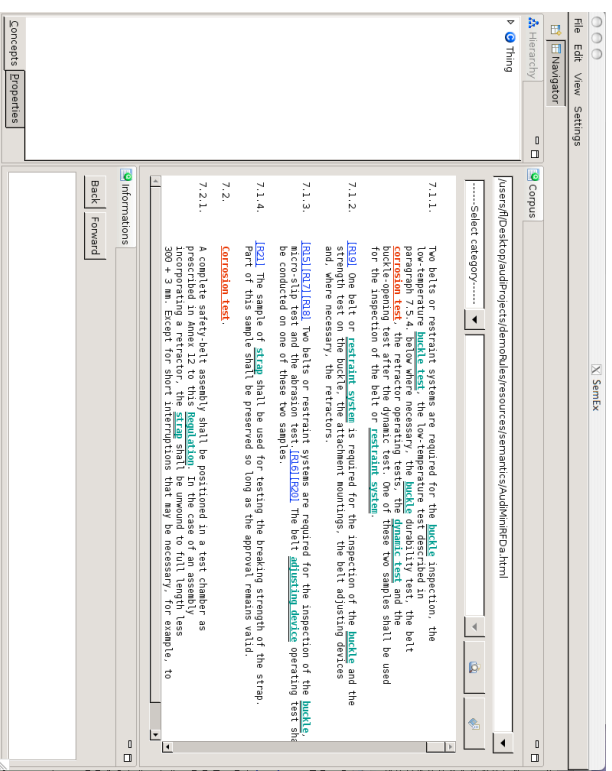 SemEx
File Edit View Settings
Navigator
Hierarchy
Thing
Concepts Properties
Corpus
/users/fl/Desktop/audiProjects/demoRules/resources/semantics/AudiMiniRFDa.html
------Select category------
7.1.1. Two belts or restraint systems are required for the buckle inspection, the
low-temperature buckle test, the low-temperature test described in
paragraph 7.5.4. below where necessary, the buckle durability test, the belt
corrosion test, the retractor operating tests, the dynamic test and the
buckle-opening test after the dynamic test. One of these two samples shall be used
for the inspection of the belt or restraint system.
7.1.2. [R19] One belt or restraint system is required for the inspection of the buckle and the
strength test on the buckle, the attachment mountings, the belt adjusting devices
and, where necessary, the retractors.
7.1.3. [R15][R17][R18] Two belts or restraint systems are required for the inspection of the buckle,
micro-slip test and the abrasion test. [R16][R20] The belt adjusting device operating test sha
be conducted on one of these two samples.
7.1.4. [R21] The sample of strap shall be used for testing the breaking strength of the strap.
Part of this sample shall be preserved so long as the approval remains valid.
7.2. Corrosion test.
7.2.1. A complete safety-belt assembly shall be positioned in a test chamber as
prescribed in Annex 12 to this Regulation. In the case of an assembly
incorporating a retractor, the strap shall be unwound to full length less
300 + 3 mm. Except for short interruptions that may be necessary, for example, to
Informations
Back Forward